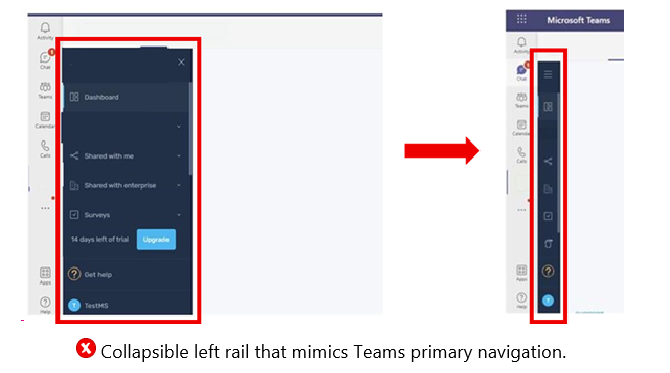 Activity
Chat
Teams
Calendar
Calls
Apps
Help
X
Dashboard
Shared with me
Shared with enterprise
Surveys
14 days left of trial
Upgrade
Get help
T
TestMS
Microsoft Teams
Activity
Chat
Teams
Calendar
Calls
Apps
Help
T
Collapsible left rail that mimics Teams primary navigation.